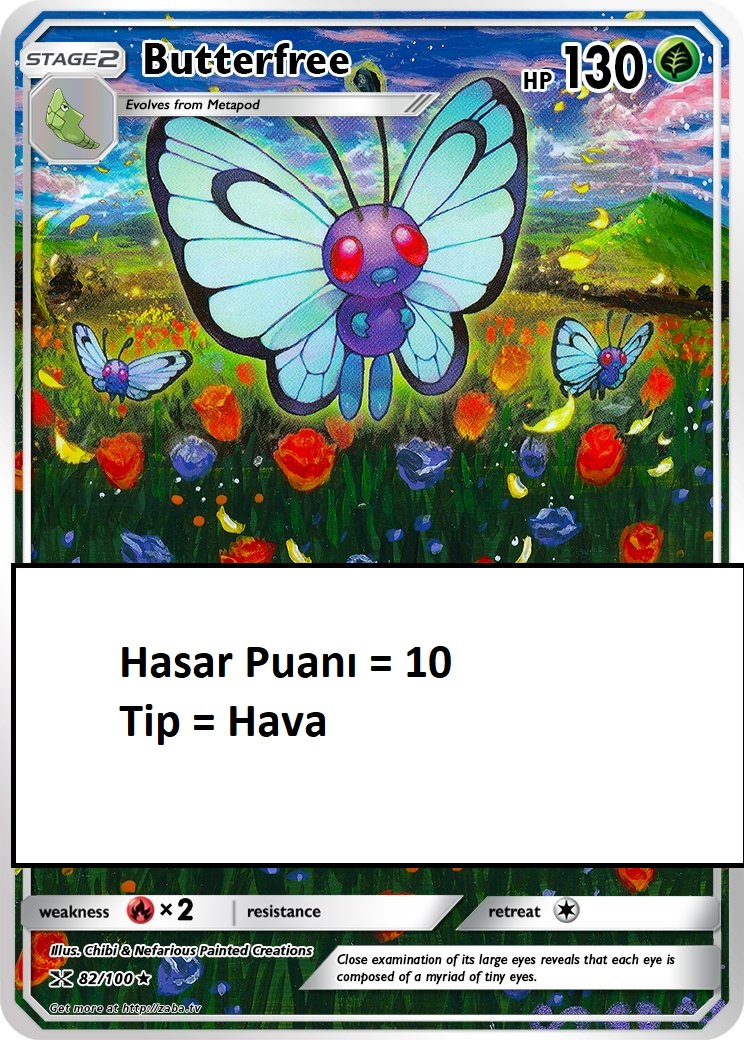 STAGE2 Butterfree HP 130
Evolves from Metapod
Hasar Puanı = 10
Tip = Hava
weakness ×2 resistance retreat
Illus. Chibi & Nefarious Painted Creations
82/100 ★
Get more at http://zaba.tv
Close examination of its large eyes reveals that each eye is
composed of a myriad of tiny eyes.